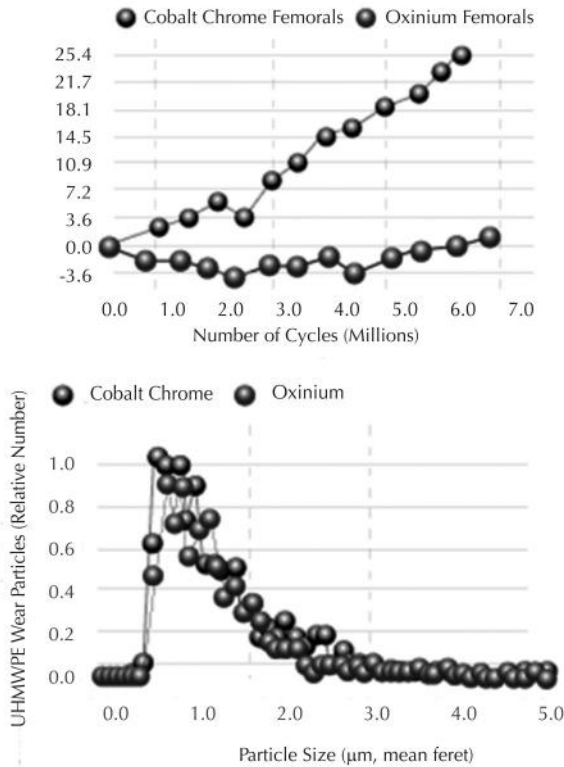 Cobalt Chrome Femorals Oxinium Femorals
25.4
21.7
18.1
14.5
10.9
7.2
3.6
0.0
-3.6
0.0 1.0 2.0 3.0 4.0 5.0 6.0 7.0
Number of Cycles (Millions)
Cobalt Chrome Oxinium
UHMWPE Wear Particles (Relative Number)
1.0
0.8
0.6
0.4
0.2
0.0
0.0 1.0 2.0 3.0 4.0 5.0
Particle Size (μm, mean feret)